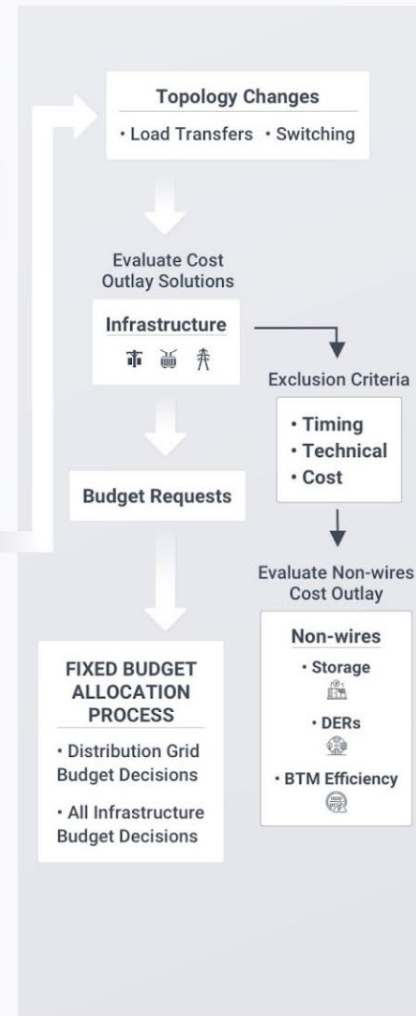 Topology Changes
• Load Transfers • Switching
Evaluate Cost
Outlay Solutions
Infrastructure
Budget Requests
FIXED BUDGET
ALLOCATION
PROCESS
• Distribution Grid
Budget Decisions
• All Infrastructure
Budget Decisions
Exclusion Criteria
• Timing
• Technical
• Cost
Evaluate Non-wires
Cost Outlay
Non-wires
• Storage
• DERs
• BTM Efficiency